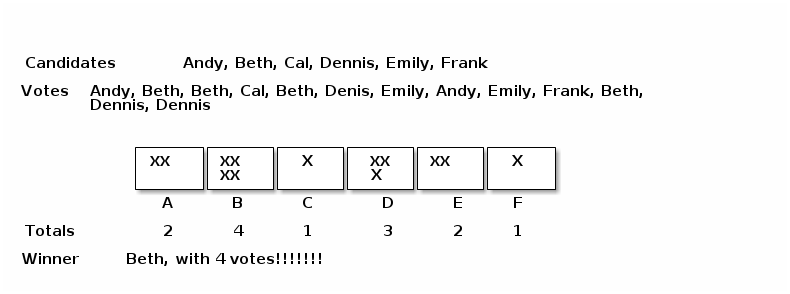 Candidates Andy, Beth, Cal, Dennis, Emily, Frank
Votes Andy, Beth, Beth, Cal, Beth, Denis, Emily, Andy, Emily, Frank, Beth,
Dennis, Dennis
XX XX X XX XX X
XX X
A B C D E F
Totals 2 4 1 3 2 1
Winner Beth, with 4 votes!!!!!!!